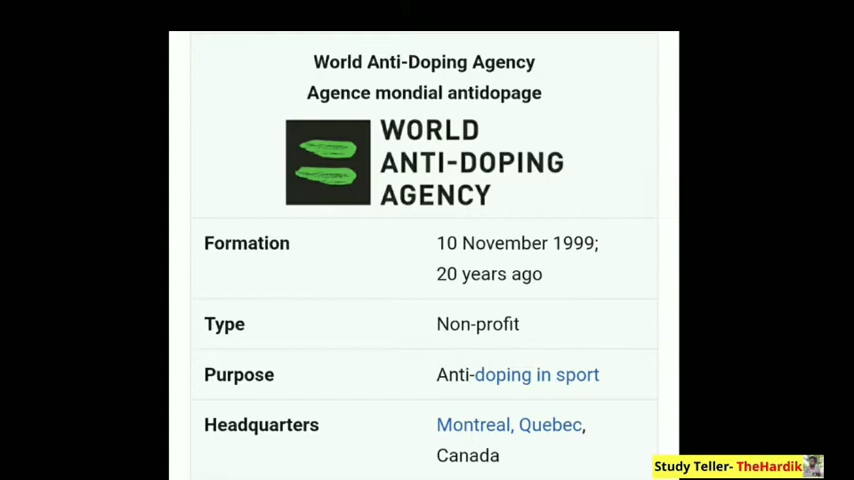 World Anti-Doping Agency
Agence mondial antidopage
WORLD
ANTI-DOPING
AGENCY
Formation 10 November 1999;
20 years ago
Type Non-profit
Purpose Anti-doping in sport
Headquarters Montreal, Quebec,
Canada
Study Teller- TheHardik